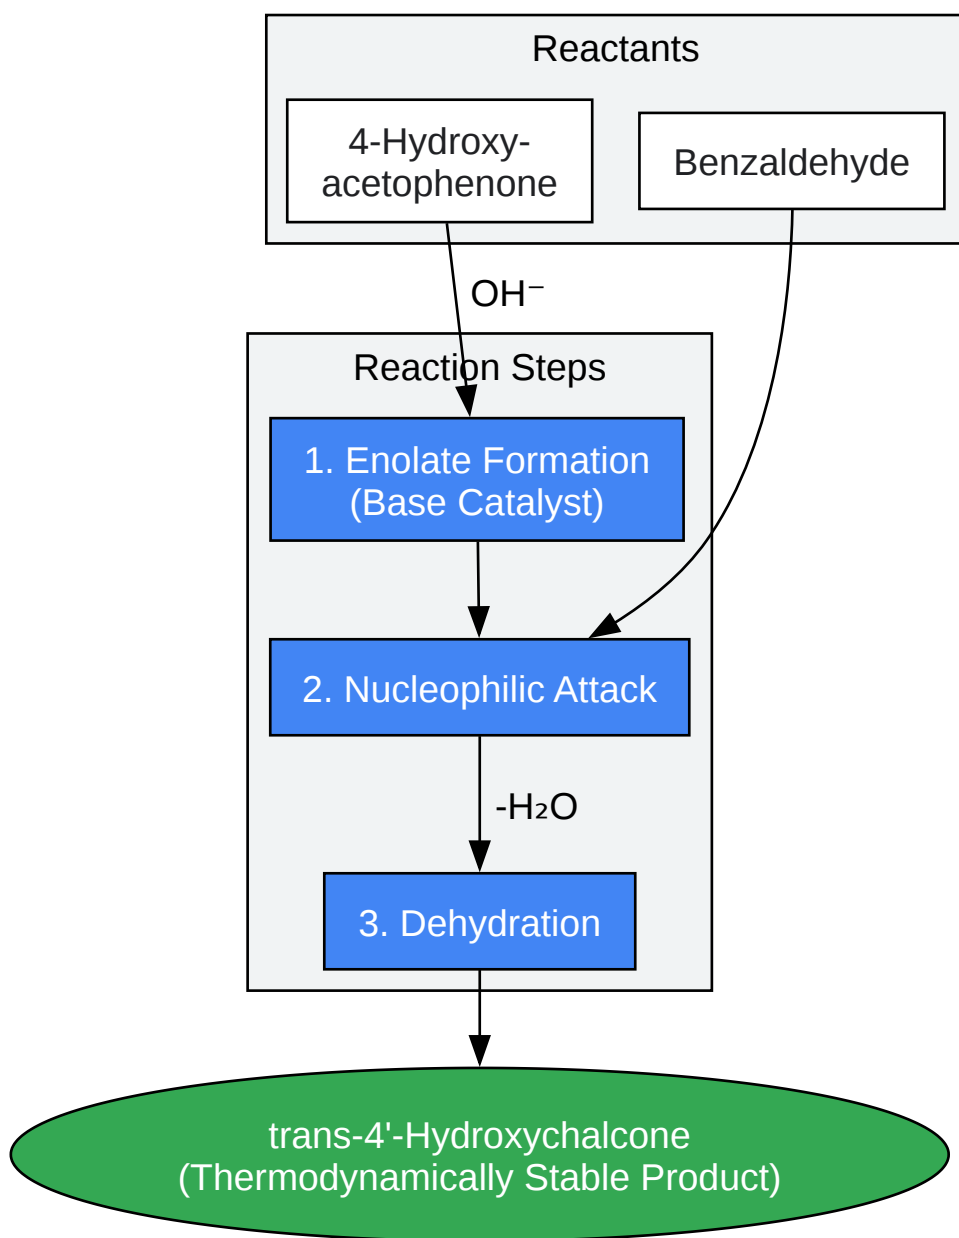 Reactants
4-Hydroxy-
acetophenone
Benzaldehyde
OH⁻
Reaction Steps
1. Enolate Formation
(Base Catalyst)
2. Nucleophilic Attack
-H₂O
3. Dehydration
trans-4'-Hydroxychalcone
(Thermodynamically Stable Product)